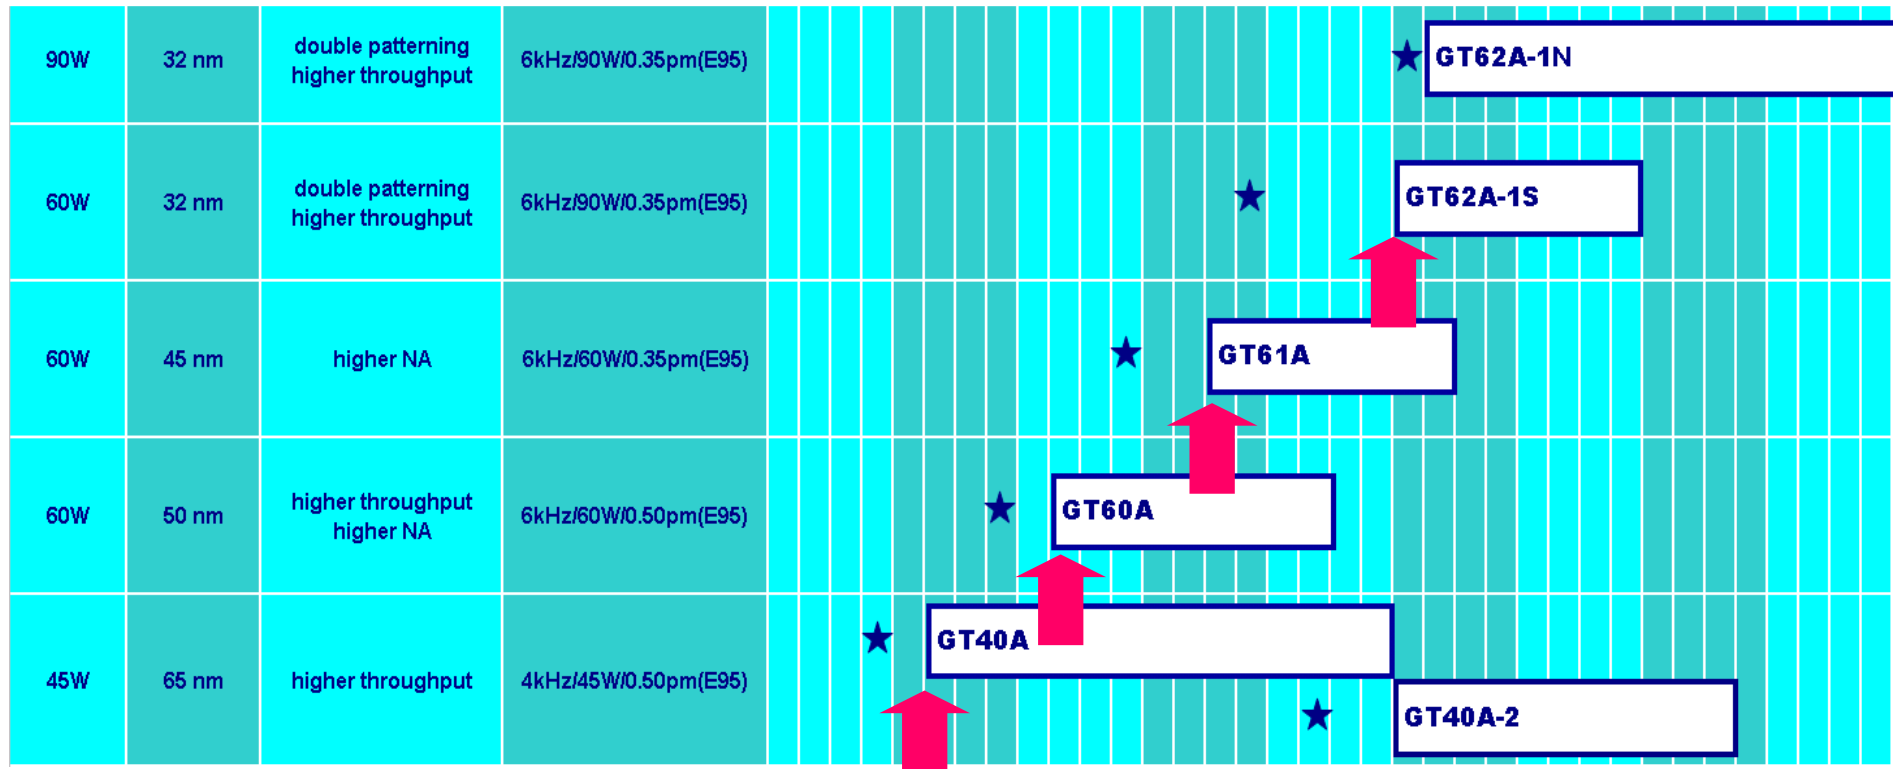 90W 32 nm double patterning 6kHz/90W/0.35pm(E95) GT62A-1N
higher throughput
60W 32 nm double patterning 6kHz/90W/0.35pm(E95) GT62A-1S
higher throughput
60W 45 nm higher NA 6kHz/60W/0.35pm(E95) GT61A
60W 50 nm higher throughput 6kHz/60W/0.50pm(E95) GT60A
higher NA
GT40A
45W 65 nm higher throughput 4kHz/45W/0.50pm(E95)
GT40A-2